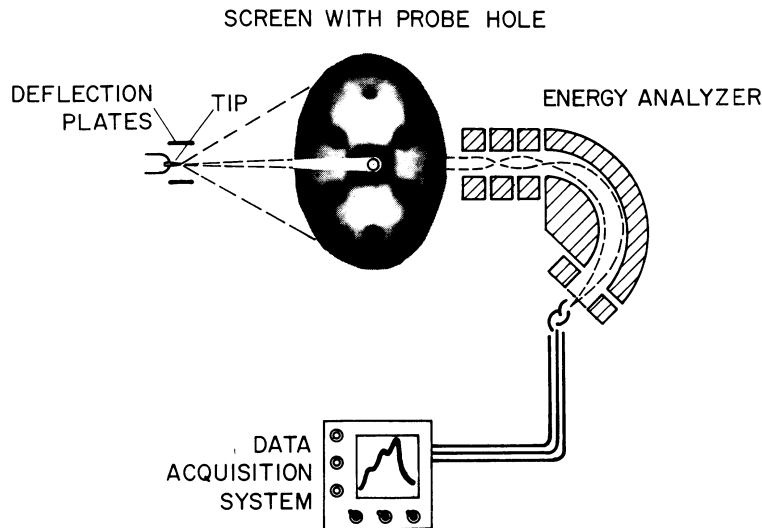 SCREEN WITH PROBE HOLE
DEFLECTION
PLATES
TIP
ENERGY ANALYZER
DATA
ACQUISITION
SYSTEM